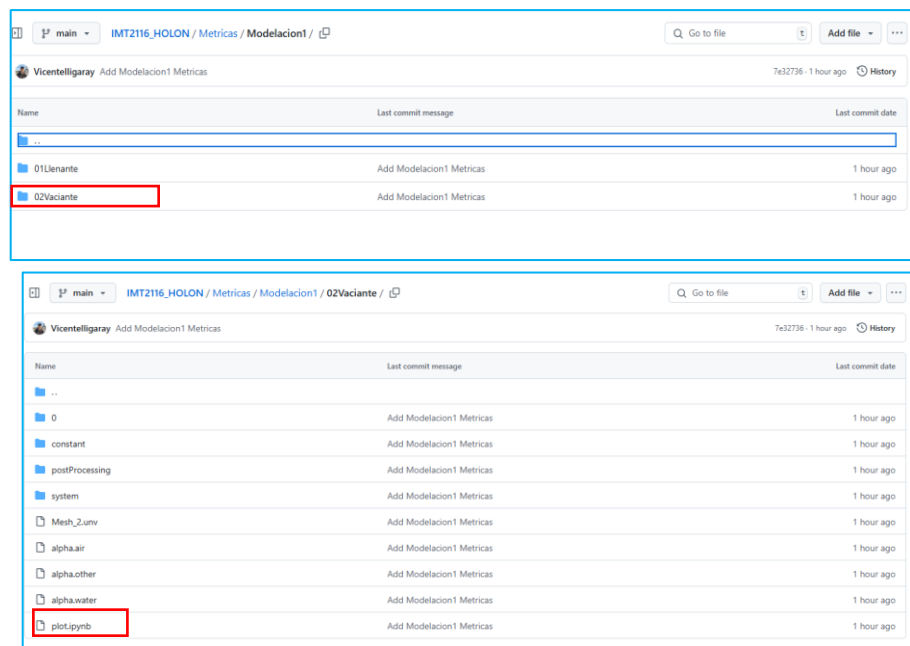 main IMT2116_HOLON / Metricas / Modelacion1 / Go to file t Add file
Vicentelligaray Add Modelacion1 Metricas 7e32736 · 1 hour ago History
Name Last commit message Last commit date
..
01Llenante Add Modelacion1 Metricas 1 hour ago
02Vaciante Add Modelacion1 Metricas 1 hour ago
main IMT2116_HOLON / Metricas / Modelacion1 / 02Vaciante / Go to file t Add file
Vicentelligaray Add Modelacion1 Metricas 7e32736 · 1 hour ago History
Name Last commit message Last commit date
..
0 Add Modelacion1 Metricas 1 hour ago
constant Add Modelacion1 Metricas 1 hour ago
postProcessing Add Modelacion1 Metricas 1 hour ago
system Add Modelacion1 Metricas 1 hour ago
Mesh_2.unv Add Modelacion1 Metricas 1 hour ago
alpha.air Add Modelacion1 Metricas 1 hour ago
alpha.other Add Modelacion1 Metricas 1 hour ago
alpha.water Add Modelacion1 Metricas 1 hour ago
plot.ipynb Add Modelacion1 Metricas 1 hour ago